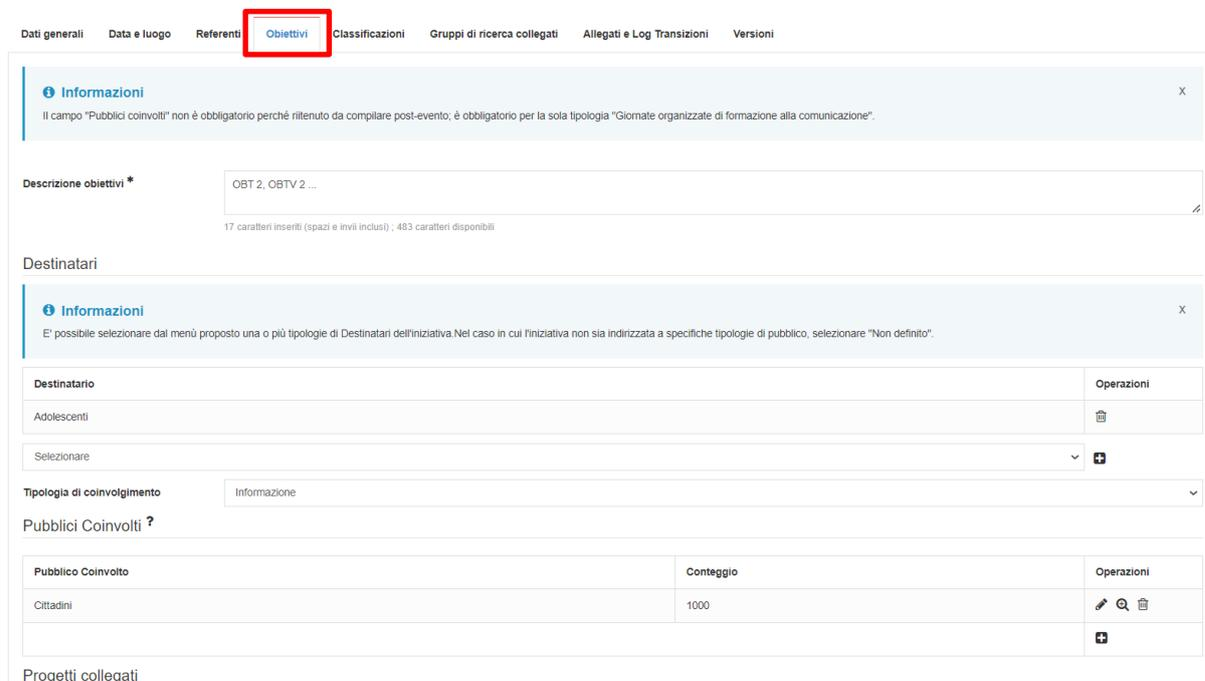 Dati generali Data e luogo Referenti Obiettivi Classificazioni Gruppi di ricerca collegati Allegati e Log Transizioni Versioni
Informazioni X
Il campo "Pubblici coinvolti" non è obbligatorio perché riitenuto da compilare post-evento; è obbligatorio per la sola tipologia "Giornate organizzate di formazione alla comunicazione".
Descrizione obiettivi * OBT 2, OBTV 2 ...
17 caratteri inseriti (spazi e invii inclusi) ; 483 caratteri disponibili
Destinatari
Informazioni X
E' possibile selezionare dal menù proposto una o più tipologie di Destinatari dell'iniziativa.Nel caso in cui l'iniziativa non sia indirizzata a specifiche tipologie di pubblico, selezionare "Non definito".
Destinatario Operazioni
Adolescenti
Selezionare
Tipologia di coinvolgimento Informazione
Pubblici Coinvolti ?
Pubblico Coinvolto Conteggio Operazioni
Cittadini 1000
Progetti collegati